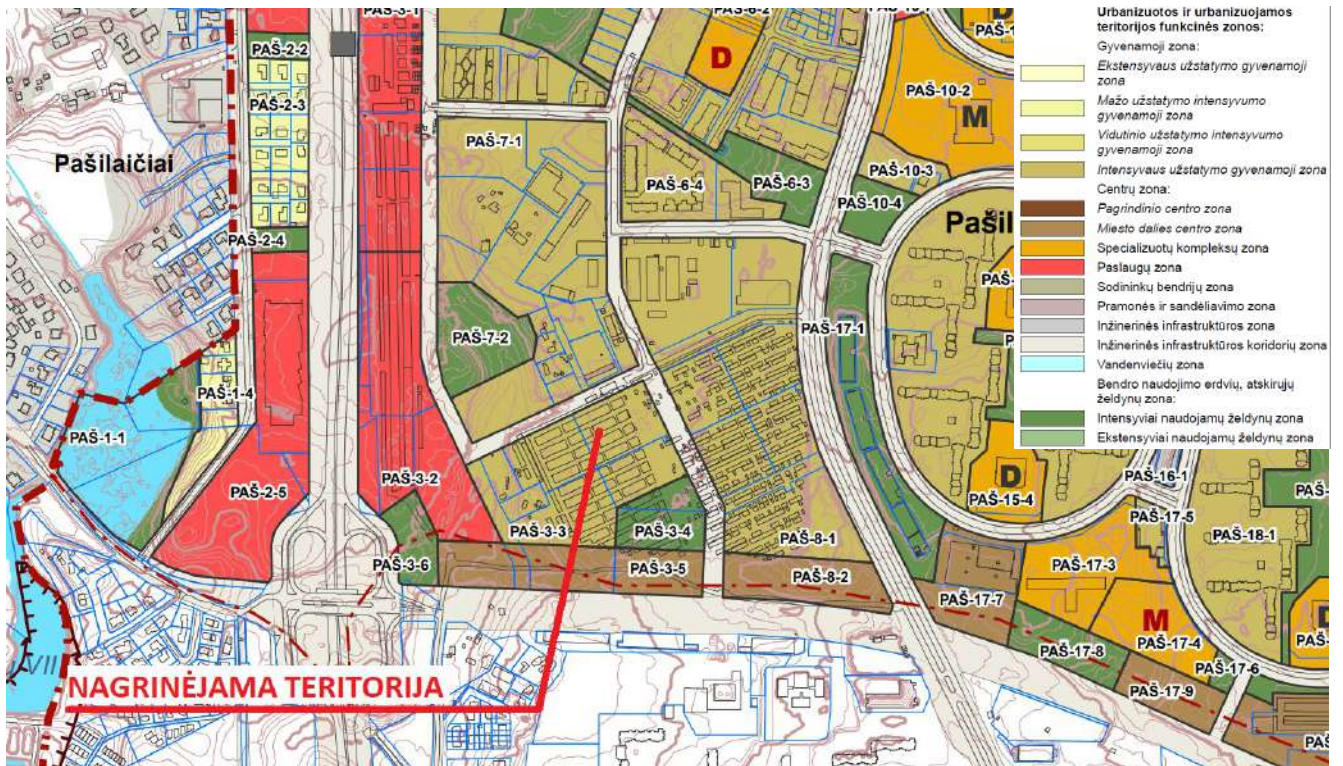 PAŠ-3-1
PAŠ-6-2
PAŠ-2-2
D
PAŠ-2-3
PAŠ-10-2
M
Pašilaičiai
PAŠ-7-1
PAŠ-6-4
PAŠ-6-3
PAŠ-10-3
PAŠ-10-4
PAŠ-2-4
PAŠ-7-2
PAŠ-17-1
PAŠ-1-4
PAŠ-1-1
PAŠ-2-5
PAŠ-3-2
PAŠ-3-3
PAŠ-3-4
PAŠ-8-1
PAŠ-3-6
PAŠ-3-5
PAŠ-8-2
D
PAŠ-15-4
PAŠ-16-1
PAŠ-17-5
PAŠ-18-1
PAŠ-17-3
PAŠ-17-7
M
PAŠ-17-4
PAŠ-17-8
PAŠ-17-6
PAŠ-17-9
NAGRINĖJAMA TERITORIJA
Urbanizuotos ir urbanizuojamos
teritorijos funkcinės zonos:
Gyvenamoji zona:
Ekstensyvaus užstatymo gyvenamoji
zona
Mažo užstatymo intensyvumo
gyvenamoji zona
Vidutinio užstatymo intensyvumo
gyvenamoji zona
Intensyvaus užstatymo gyvenamoji zona
Centrų zona:
Pagrindinio centro zona
Miesto dalies centro zona
Specializuotų kompleksų zona
Paslaugų zona
Sodininkų bendrijų zona
Pramonės ir sandėliavimo zona
Inžinerinės infrastruktūros zona
Inžinerinės infrastruktūros koridorių zona
Vandenviečių zona
Bendro naudojimo erdvių, atskirųjų
želdynų zona:
Intensyviai naudojamų želdynų zona
Ekstensyviai naudojamų želdynų zona